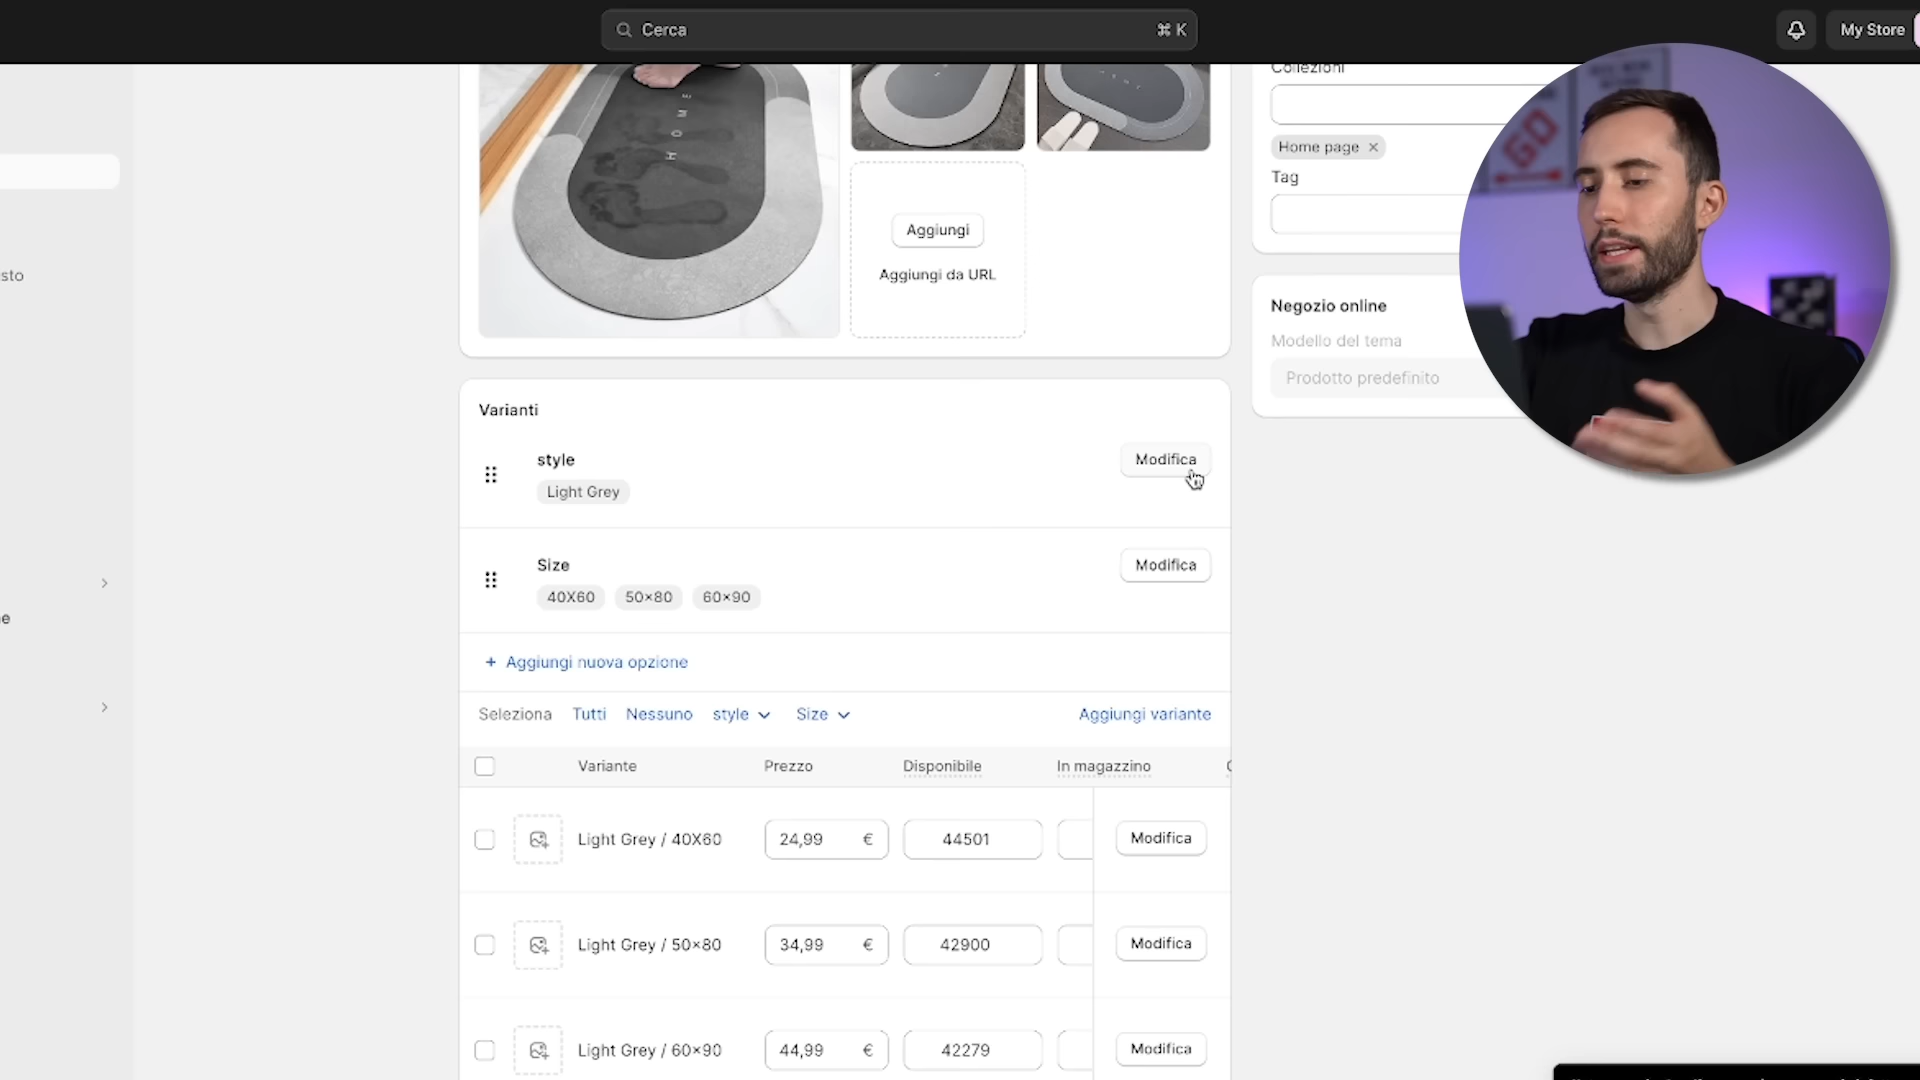 Cerca
⌘ K
My Store
Collezioni
HOME
Home page ×
Tag
GO
Aggiungi
Aggiungi da URL
sto
Negozio online
Modello del tema
Prodotto predefinito
Varianti
style
Modifica
Light Grey
Size
Modifica
40X60
50×80
60×90
+ Aggiungi nuova opzione
Seleziona Tutti Nessuno style Size Aggiungi variante
Variante Prezzo Disponibile In magazzino
Light Grey / 40X60 24,99 € 44501 Modifica
Light Grey / 50×80 34,99 € 42900 Modifica
Light Grey / 60×90 44,99 € 42279 Modifica